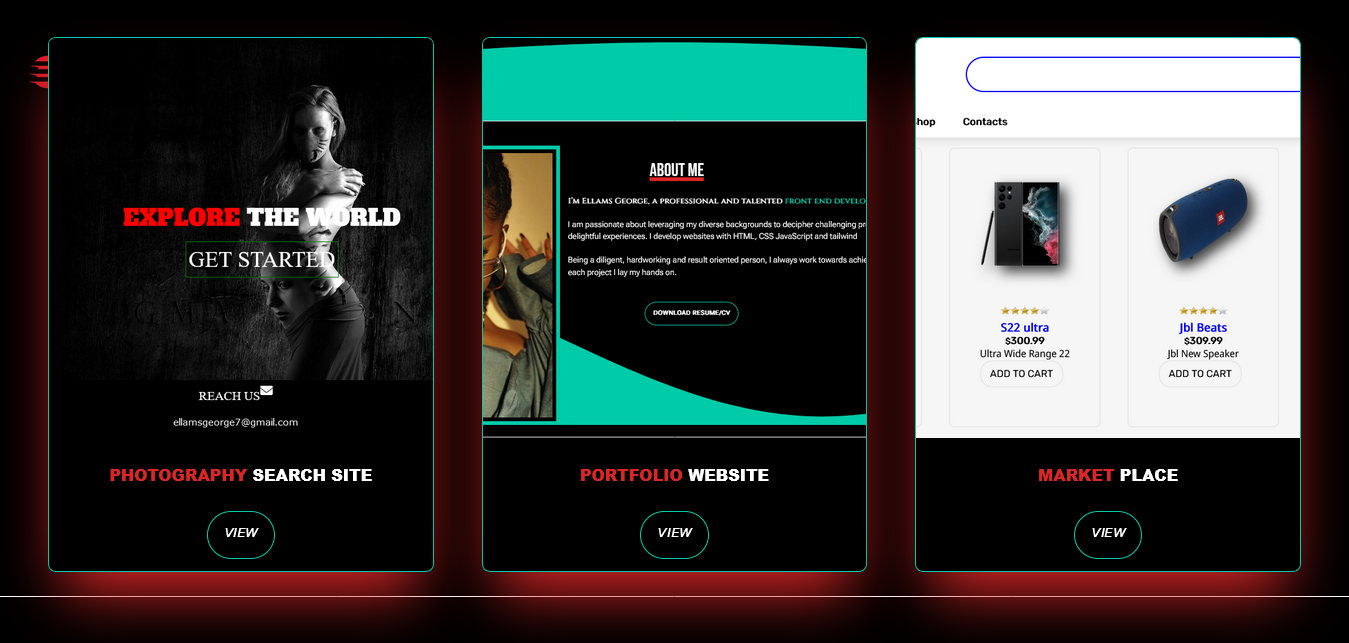 EXPLORE THE WORLD
GET STARTED
REACH US
ellamsgeorge7@gmail.com
PHOTOGRAPHY SEARCH SITE
VIEW
ABOUT ME
I'M ELLAMS GEORGE, A PROFESSIONAL AND TALENTED FRONT END DEVELO
I am passionate about leveraging my diverse backgrounds to decipher challenging pr
delightful experiences. I develop websites with HTML, CSS JavaScript and tailwind
Being a diligent, hardworking and result oriented person, I always work towards achie
each project I lay my hands on.
DOWNLOAD RESUME/CV
PORTFOLIO WEBSITE
VIEW
hop Contacts
S22 ultra
$300.99
Ultra Wide Range 22
ADD TO CART
JBL
Jbl Beats
$309.99
Jbl New Speaker
ADD TO CART
MARKET PLACE
VIEW